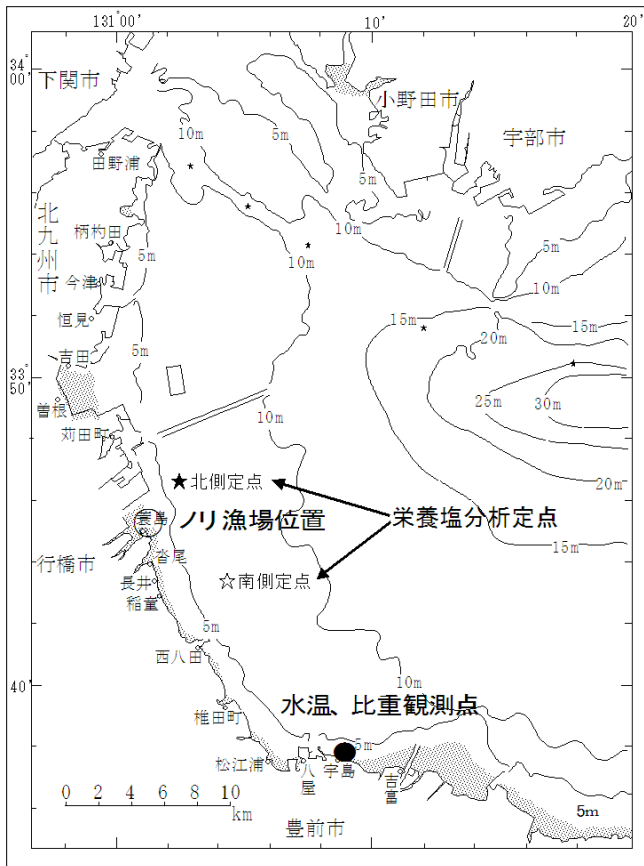 131°00′
10′
20′
34°
00′
下関市
小野田市
宇部市
10m
5m
5m
田野浦
北九州市
柄杓田
5m
10m
10m
5m
10m
今津
恒見
15m
20m
15m
吉田
5m
33°
50′
曽根
10m
25m
30m
苅田町
20m
★北側定点
栄養塩分析定点
蓑島
ノリ漁場位置
15m
行橋市
沓尾
長井
☆南側定点
稲童
5m
西八田
40′
10m
椎田町
水温、比重観測点
5m
松江浦
八屋
宇島
吉富
0 2 4 6 8 10
km
5m
豊前市